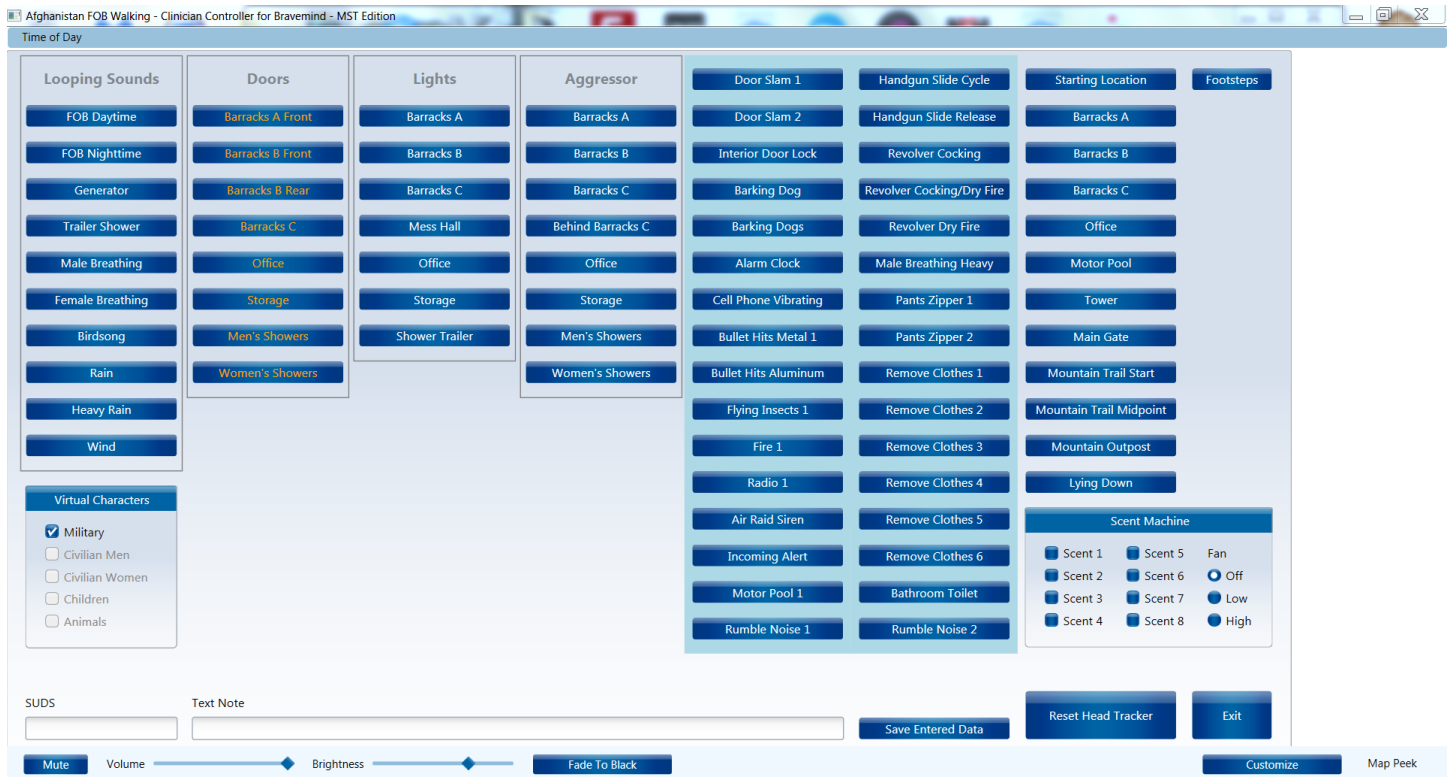 Afghanistan FOB Walking - Clinician Controller for Bravemind - MST Edition
Time of Day
Looping Sounds
FOB Daytime
FOB Nighttime
Generator
Trailer Shower
Male Breathing
Female Breathing
Birdsong
Rain
Heavy Rain
Wind
Doors
Barracks A Front
Barracks B Front
Barracks B Rear
Barracks C
Office
Storage
Men's Showers
Women's Showers
Lights
Barracks A
Barracks B
Barracks C
Mess Hall
Office
Storage
Shower Trailer
Aggressor
Barracks A
Barracks B
Barracks C
Behind Barracks C
Office
Storage
Men's Showers
Women's Showers
Door Slam 1
Door Slam 2
Interior Door Lock
Barking Dog
Barking Dogs
Alarm Clock
Cell Phone Vibrating
Bullet Hits Metal 1
Bullet Hits Aluminum
Flying Insects 1
Fire 1
Radio 1
Air Raid Siren
Incoming Alert
Motor Pool 1
Rumble Noise 1
Handgun Slide Cycle
Handgun Slide Release
Revolver Cocking
Revolver Cocking/Dry Fire
Revolver Dry Fire
Male Breathing Heavy
Pants Zipper 1
Pants Zipper 2
Remove Clothes 1
Remove Clothes 2
Remove Clothes 3
Remove Clothes 4
Remove Clothes 5
Remove Clothes 6
Bathroom Toilet
Rumble Noise 2
Starting Location
Barracks A
Barracks B
Barracks C
Office
Motor Pool
Tower
Main Gate
Mountain Trail Start
Mountain Trail Midpoint
Mountain Outpost
Lying Down
Footsteps
Virtual Characters
Military
Civilian Men
Civilian Women
Children
Animals
Scent Machine
Scent 1
Scent 2
Scent 3
Scent 4
Scent 5
Scent 6
Scent 7
Scent 8
Fan
Off
Low
High
SUDS
Text Note
Save Entered Data
Reset Head Tracker
Exit
Mute
Volume
Brightness
Fade To Black
Customize
Map Peek